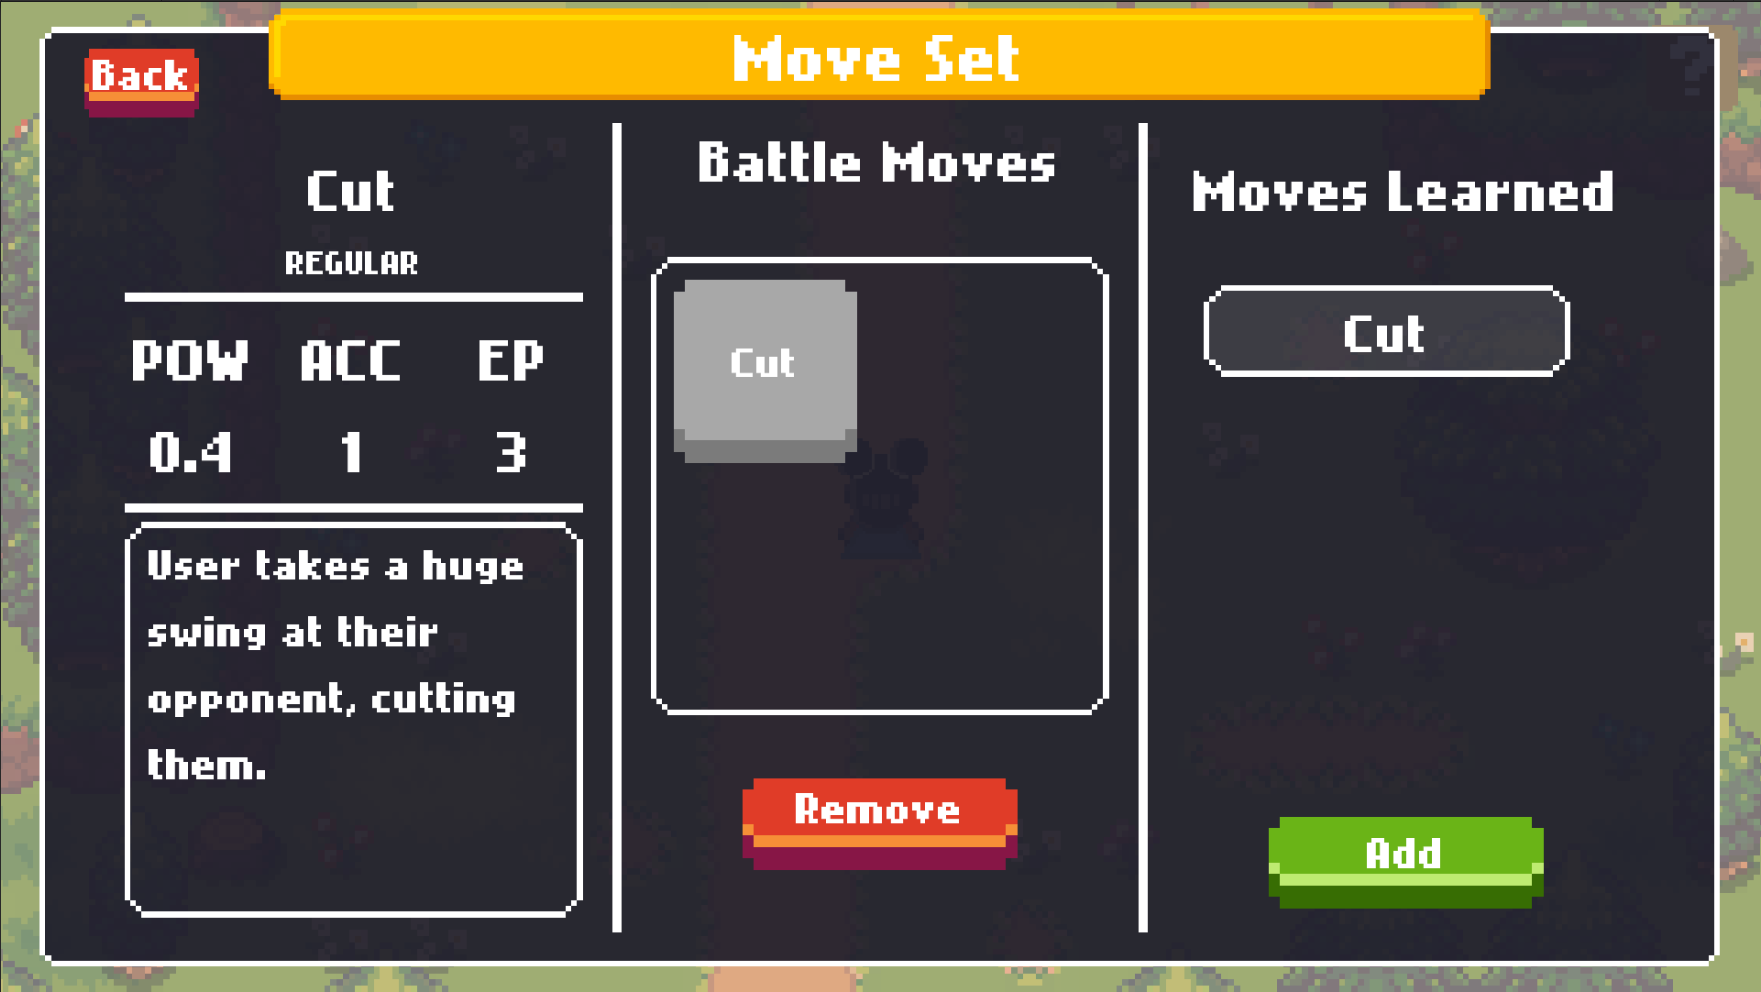 Move Set
Back
Cut
REGULAR
POW ACC EP
0.4 1 3
User takes a huge
swing at their
opponent, cutting
them.
Battle Moves
Cut
Remove
Moves Learned
Cut
Add
?